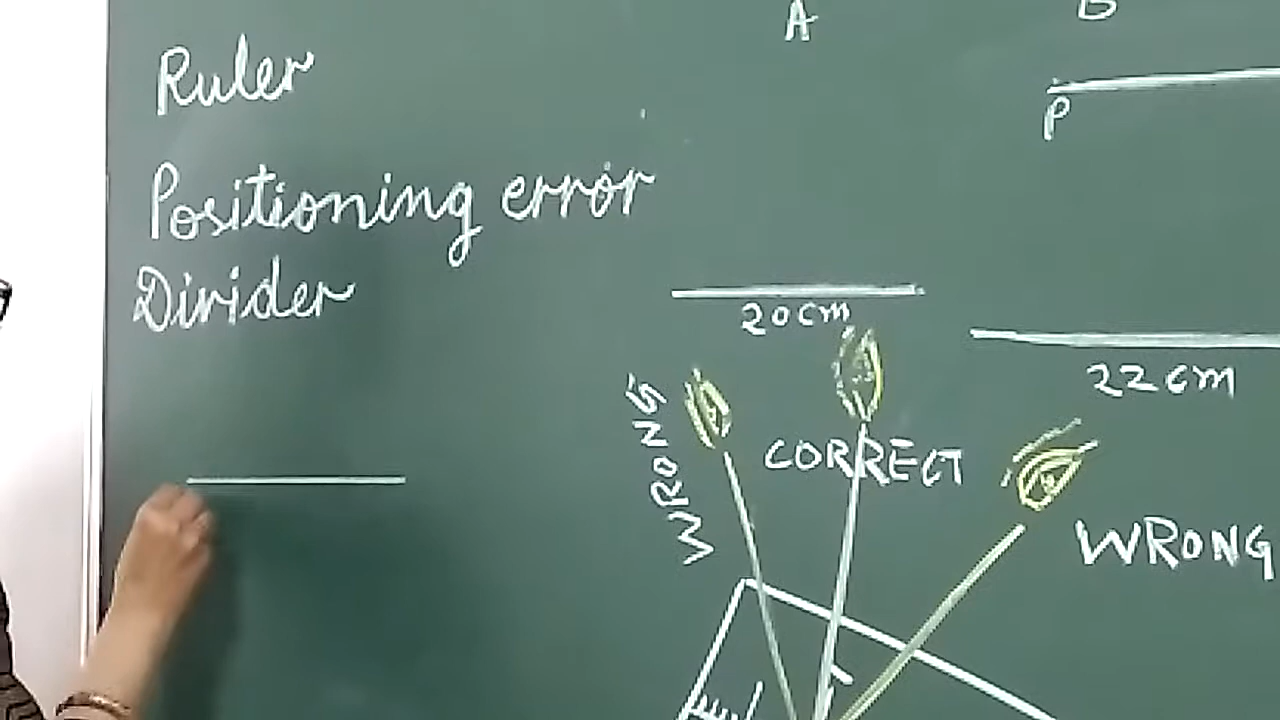 A
B
Ruler
P
Positioning error
Divider
20cm
22cm
WRONG
CORRECT
WRONG